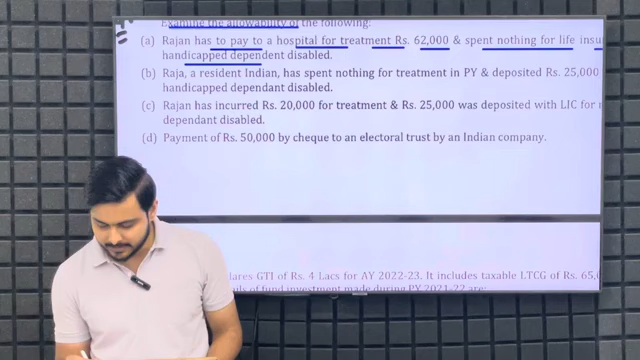 Examine the allowability of the following:
(a) Rajan has to pay to a hospital for treatment Rs. 62,000 & spent nothing for life insu
handicapped dependent disabled.
(b) Raja, a resident Indian, has spent nothing for treatment in PY & deposited Rs. 25,000
handicapped dependant disabled.
(c) Rajan has incurred Rs. 20,000 for treatment & Rs. 25,000 was deposited with LIC for
dependant disabled.
(d) Payment of Rs. 50,000 by cheque to an electoral trust by an Indian company.
lares GTI of Rs. 4 Lacs for AY 2022-23. It includes taxable LTCG of Rs. 65,0
ils of fund investment made during PY 2021-22 are: